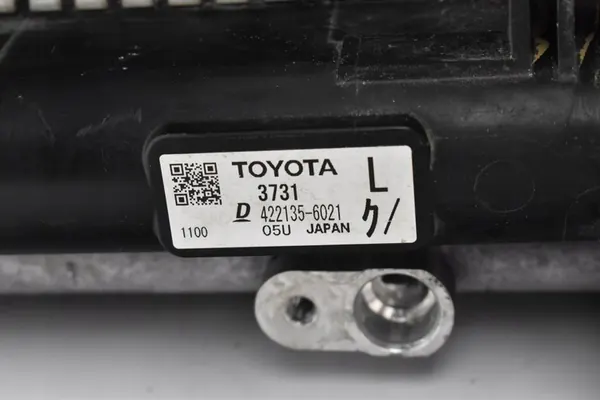 TOYOTA
3731
L
D 422135-6021
ク/
1100
05U JAPAN